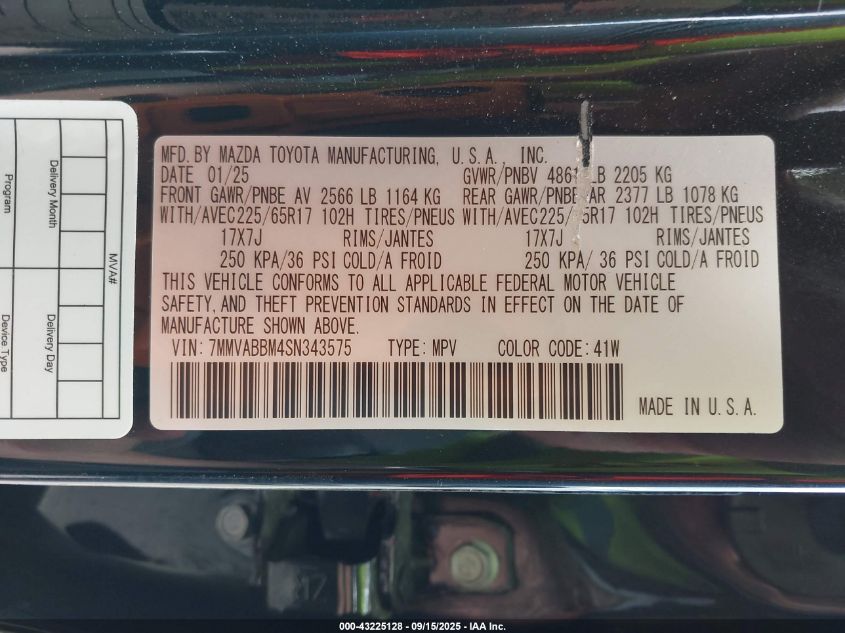 MFD. BY MAZDA TOYOTA MANUFACTURING, U.S.A., INC.
DATE 01/25 GVWR/PNBV 486 LB 2205 KG
FRONT GAWR/PNBE AV 2566 LB 1164 KG REAR GAWR/PNBE AR 2377 LB 1078 KG
WITH/AVEC225/65R17 102H TIRES/PNEUS WITH/AVEC225/ 5R17 102H TIRES/PNEUS
17X7J RIMS/JANTES 17X7J RIMS/JANTES
250 KPA/36 PSI COLD/A FROID 250 KPA/ 36 PSI COLD/A FROID
THIS VEHICLE CONFORMS TO ALL APPLICABLE FEDERAL MOTOR VEHICLE
SAFETY, AND THEFT PREVENTION STANDARDS IN EFFECT ON THE DATE OF
MANUFACTURE SHOWN ABOVE.
VIN: 7MMVABBM4SN343575 TYPE: MPV COLOR CODE: 41W
MADE IN U.S.A.
MVA#
Delivery Month
Delivery Day
Program
Device Type
000-43225128 - 09/15/2025 - IAA Inc.